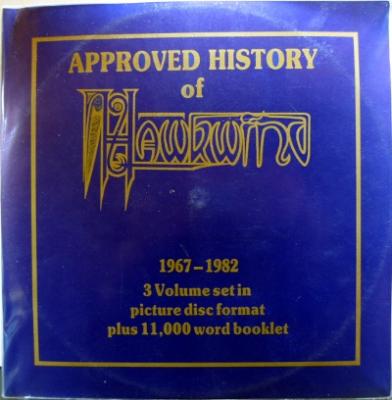 APPROVED HISTORY
of
HAWKWIND
1967–1982
3 Volume set in
picture disc format
plus 11,000 word booklet